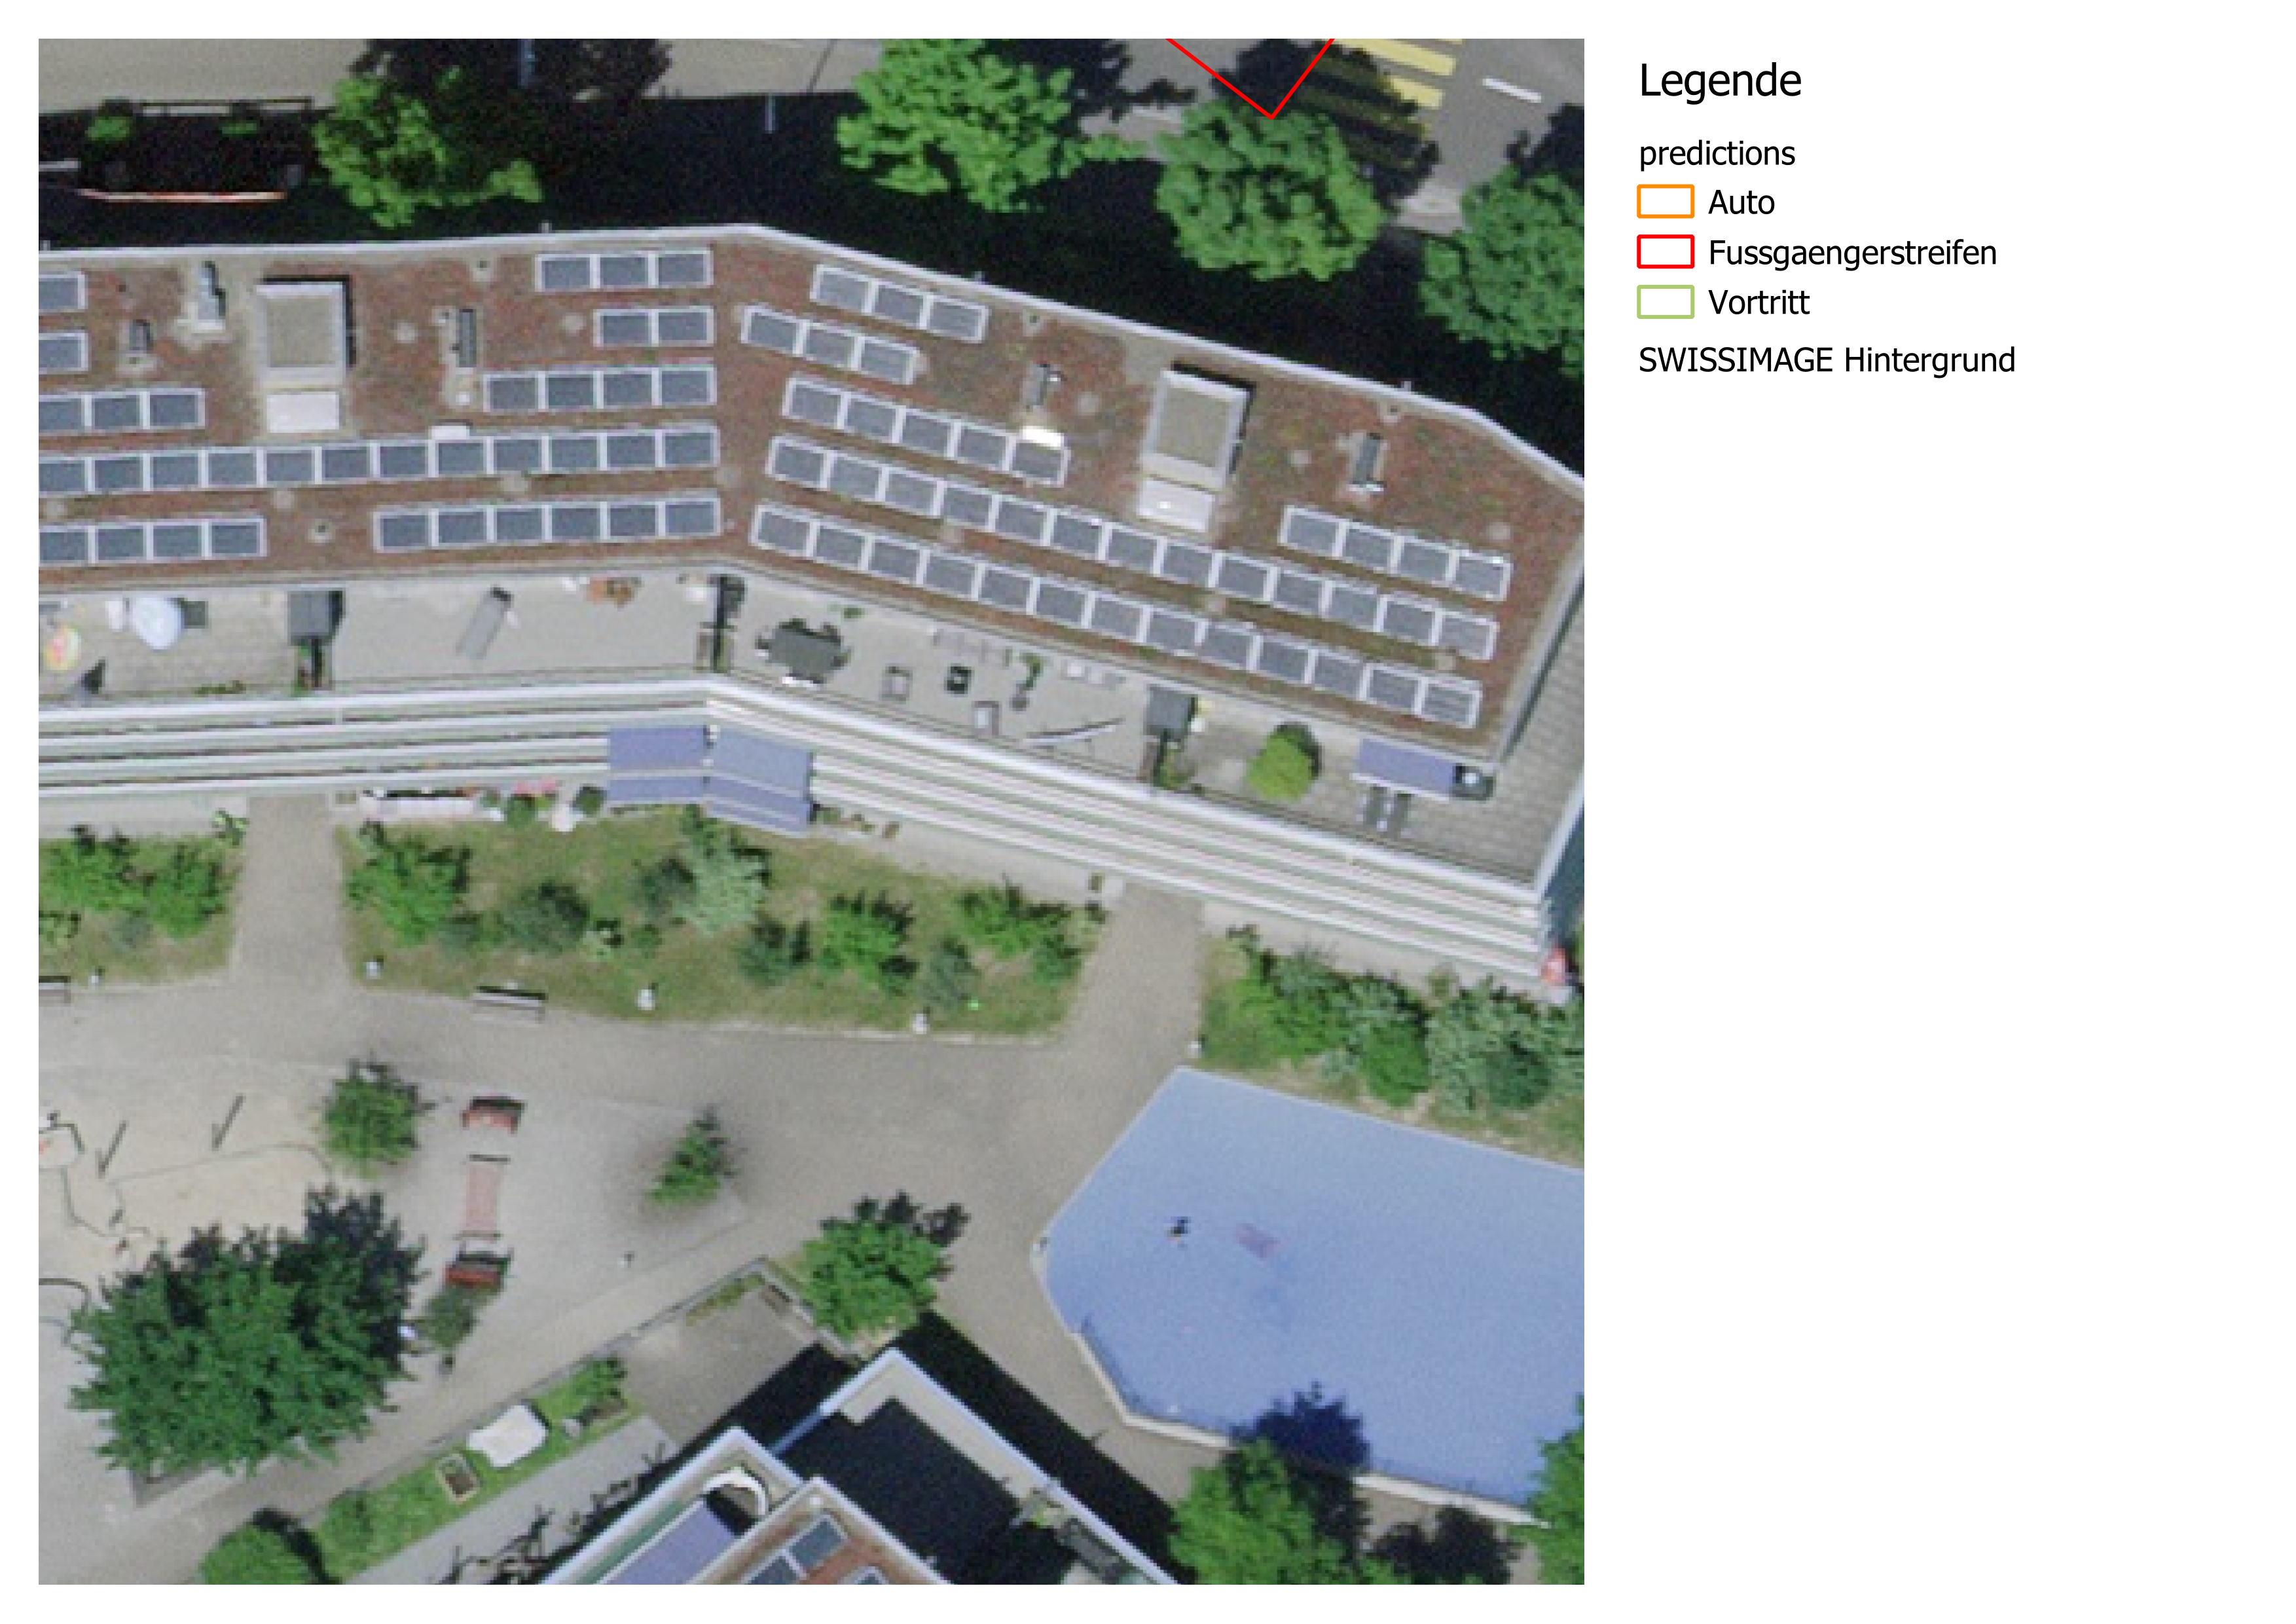 Legende
predictions
Auto
Fussgaengerstreifen
Vortritt
SWISSIMAGE Hintergrund